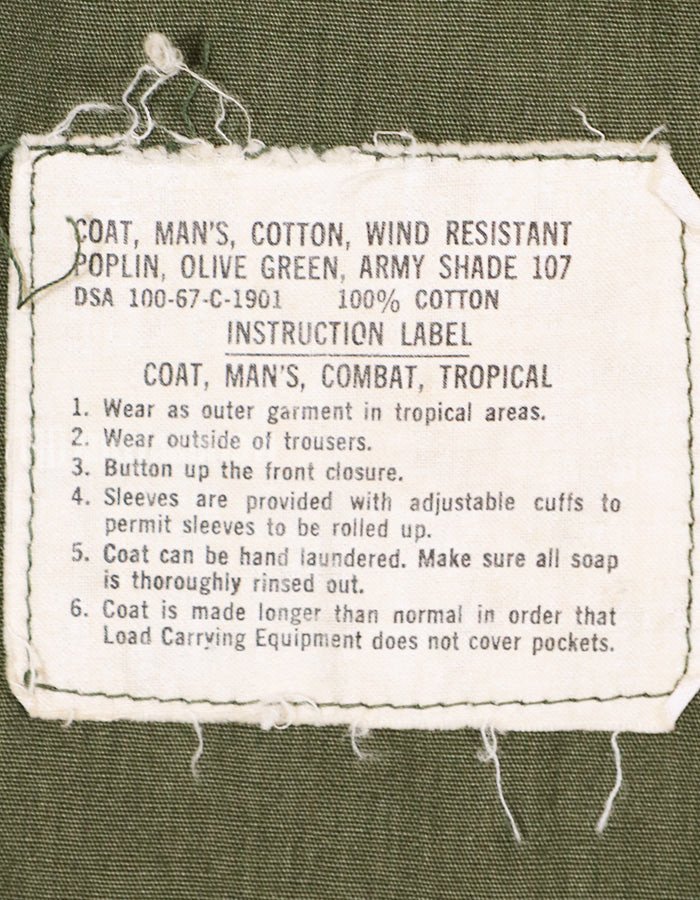 COAT, MAN'S, COTTON, WIND RESISTANT
POPLIN, OLIVE GREEN, ARMY SHADE 107
DSA 100-67-C-1901 100% COTTON
INSTRUCTION LABEL
COAT, MAN'S, COMBAT, TROPICAL
1. Wear as outer garment in tropical areas.
2. Wear outside of trousers.
3. Button up the front closure.
4. Sleeves are provided with adjustable cuffs to
permit sleeves to be rolled up.
5. Coat can be hand laundered. Make sure all soap
is thoroughly rinsed out.
6. Coat is made longer than normal in order that
Load Carrying Equipment does not cover pockets.